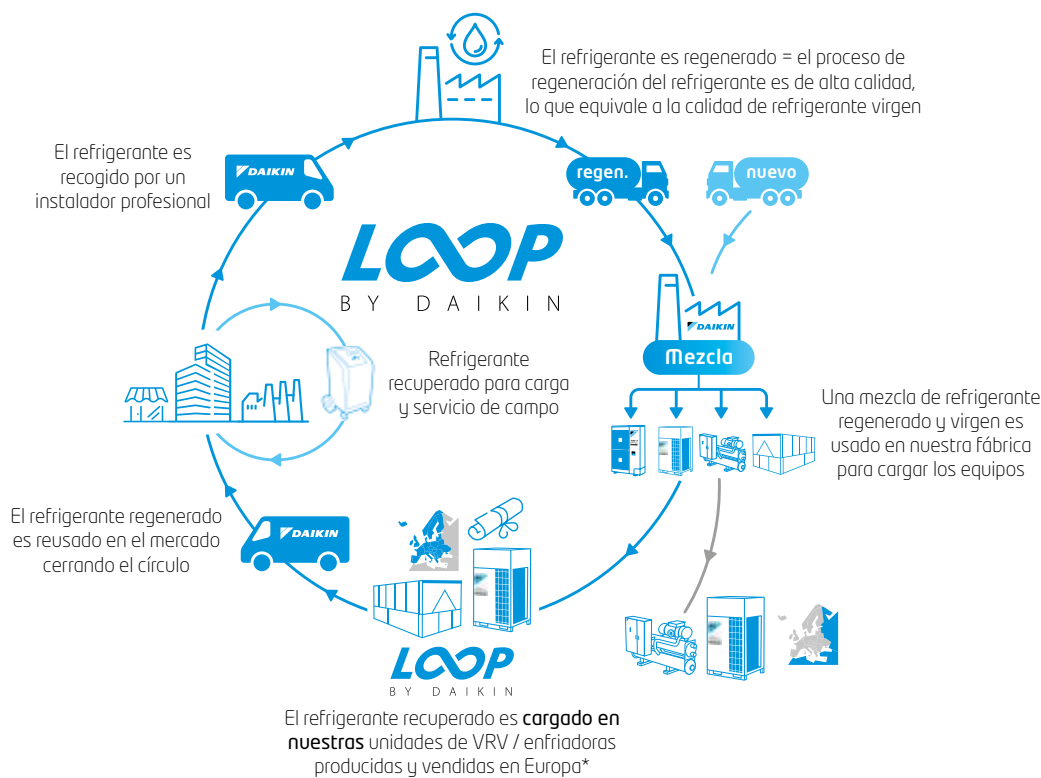 El refrigerante es regenerado = el proceso de
regeneración del refrigerante es de alta calidad,
lo que equivale a la calidad de refrigerante virgen
El refrigerante es
recogido por un
instalador profesional
DAIKIN
regen.
nuevo
LOOP
BY DAIKIN
DAIKIN
Mezcla
Refrigerante
recuperado para carga
y servicio de campo
Una mezcla de refrigerante
regenerado y virgen es
usado en nuestra fábrica
para cargar los equipos
El refrigerante regenerado
es reusado en el mercado
cerrando el círculo
DAIKIN
LOOP
BY DAIKIN
El refrigerante recuperado es cargado en
nuestras unidades de VRV / enfriadoras
producidas y vendidas en Europa*